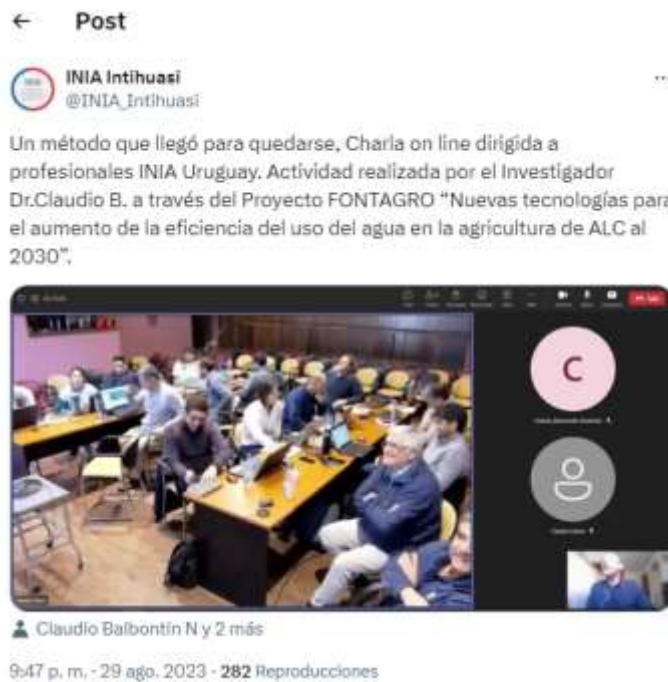 Post
INIA Intihuasi
@INIA_Intihuasi
Un método que llegó para quedarse, Charla on line dirigida a
profesionales INIA Uruguay. Actividad realizada por el Investigador
Dr.Claudio B. a través del Proyecto FONTAGRO “Nuevas tecnologías para
el aumento de la eficiencia del uso del agua en la agricultura de ALC al
2030”.
C
Claudio Balbontín N y 2 más
9:47 p. m. · 29 ago. 2023 · 282 Reproducciones